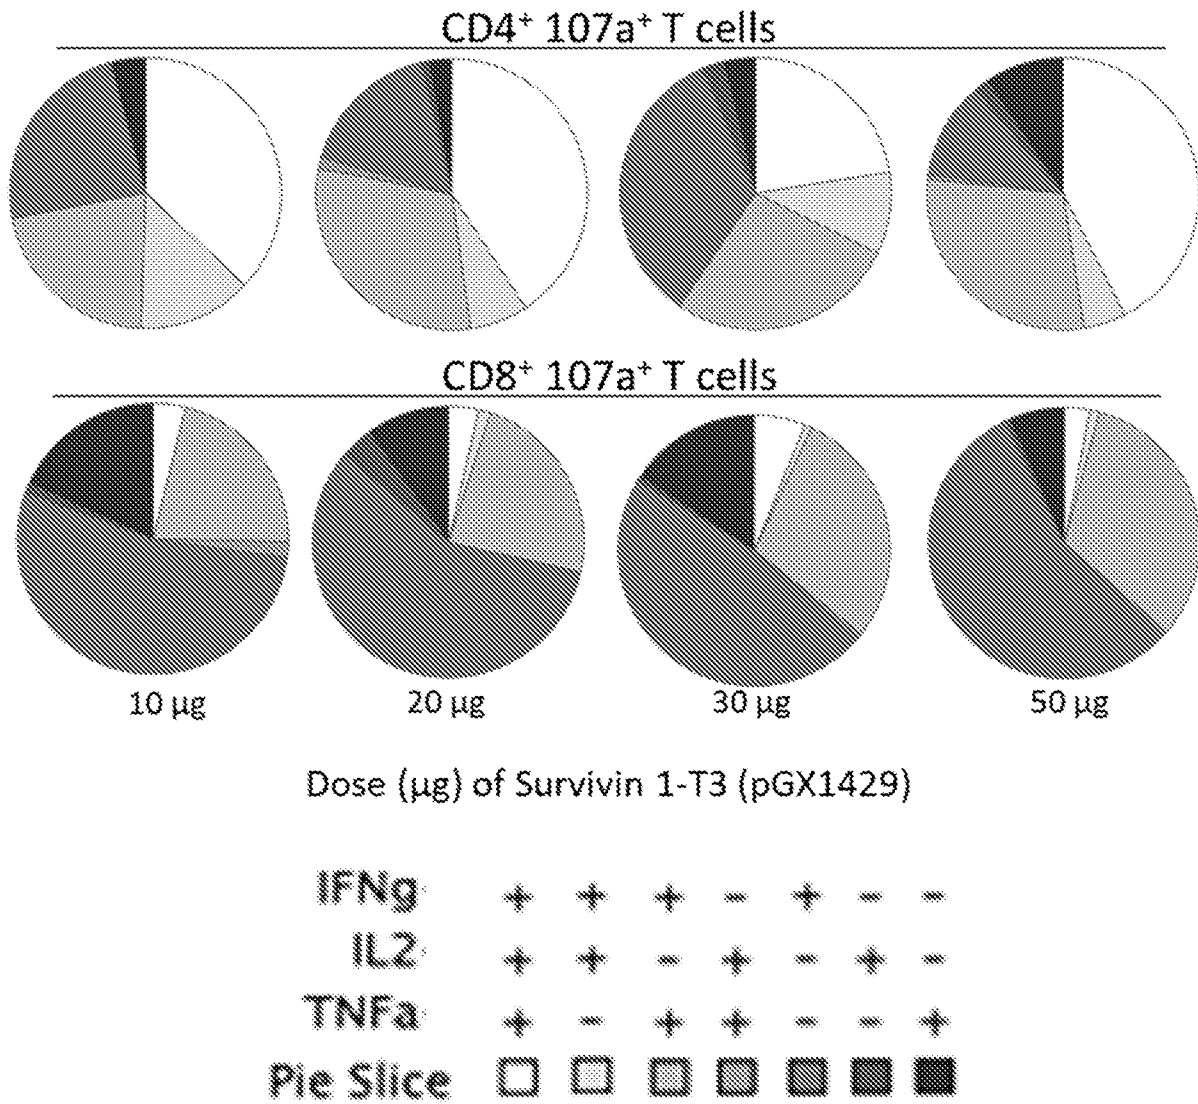 CD4⁺ 107a⁺ T cells
CD8⁺ 107a⁺ T cells
10 µg 20 µg 30 µg 50 µg
Dose (µg) of Survivin 1-T3 (pGX1429)
IFNg + + + - + - -
IL2 + + - + - + -
TNFa + - + + - - +
Pie Slice